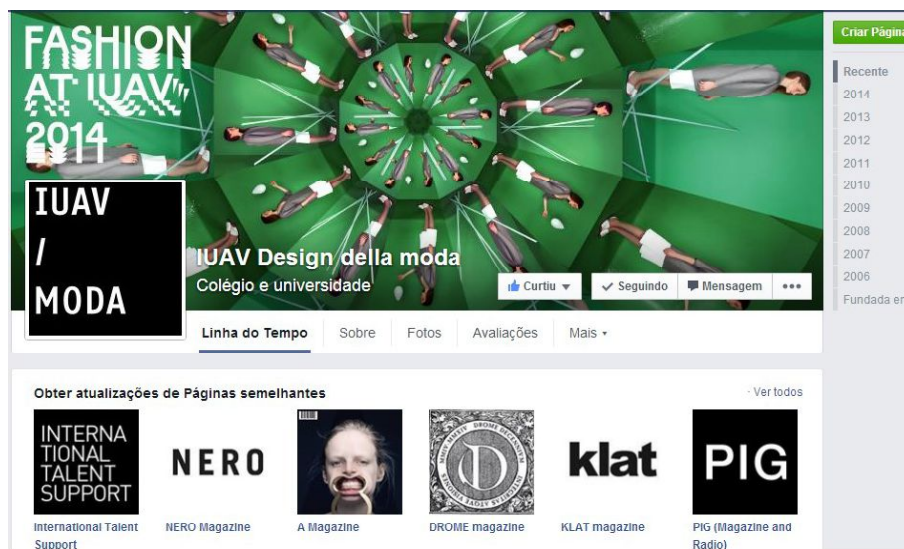 FASHION
AT IUAV
2014
IUAV
/
MODA
IUAV Design della moda
Colégio e universidade
Curtiu
Seguindo
Mensagem
Linha do Tempo
Sobre
Fotos
Avaliações
Mais
Criar Página
Recente
2014
2013
2012
2011
2010
2009
2008
2007
2006
Fundada em
Obter atualizações de Páginas semelhantes
· Ver todos
INTERNA
TIONAL
TALENT
SUPPORT
NERO
D
klat
PIG
International Talent
Support
NERO Magazine
A Magazine
DROME magazine
KLAT magazine
PIG (Magazine and
Radio)